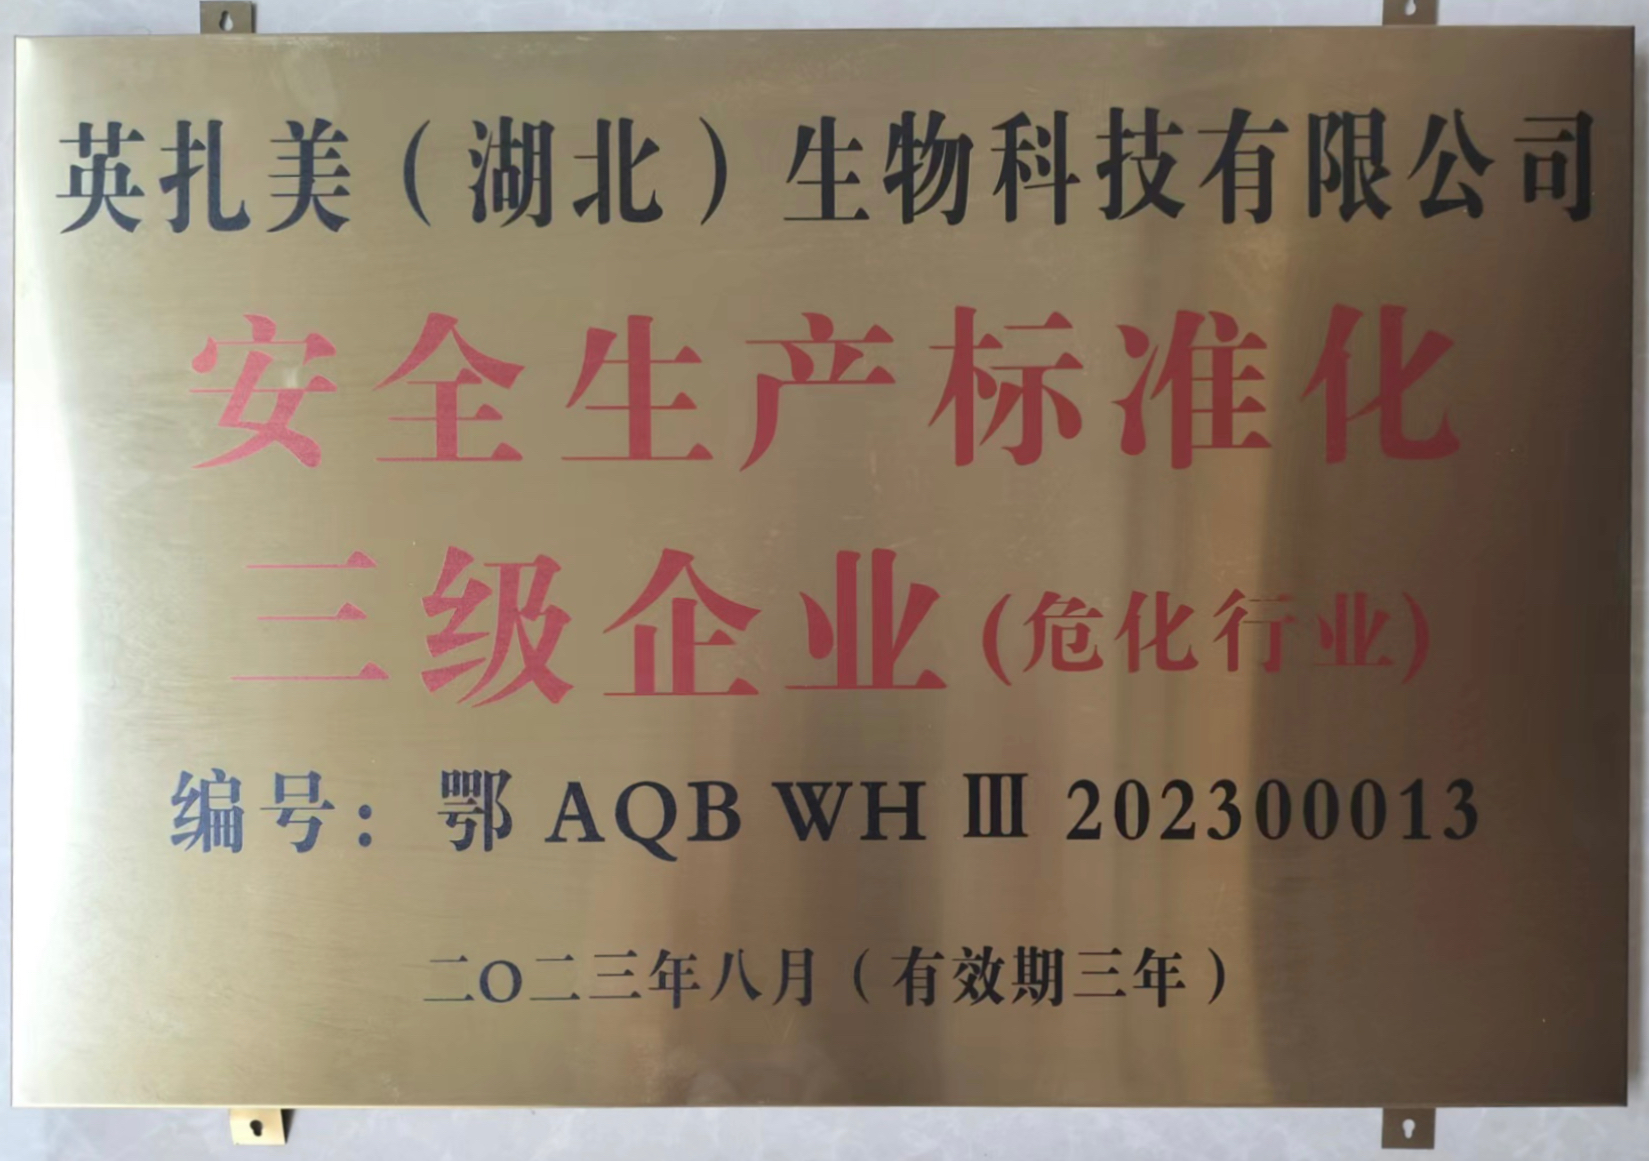 英扎美（湖北）生物科技有限公司
安全生产标准化
三级企业(危化行业)
编号：鄂 AQB WH Ⅲ 202300013
二〇二三年八月（有效期三年）